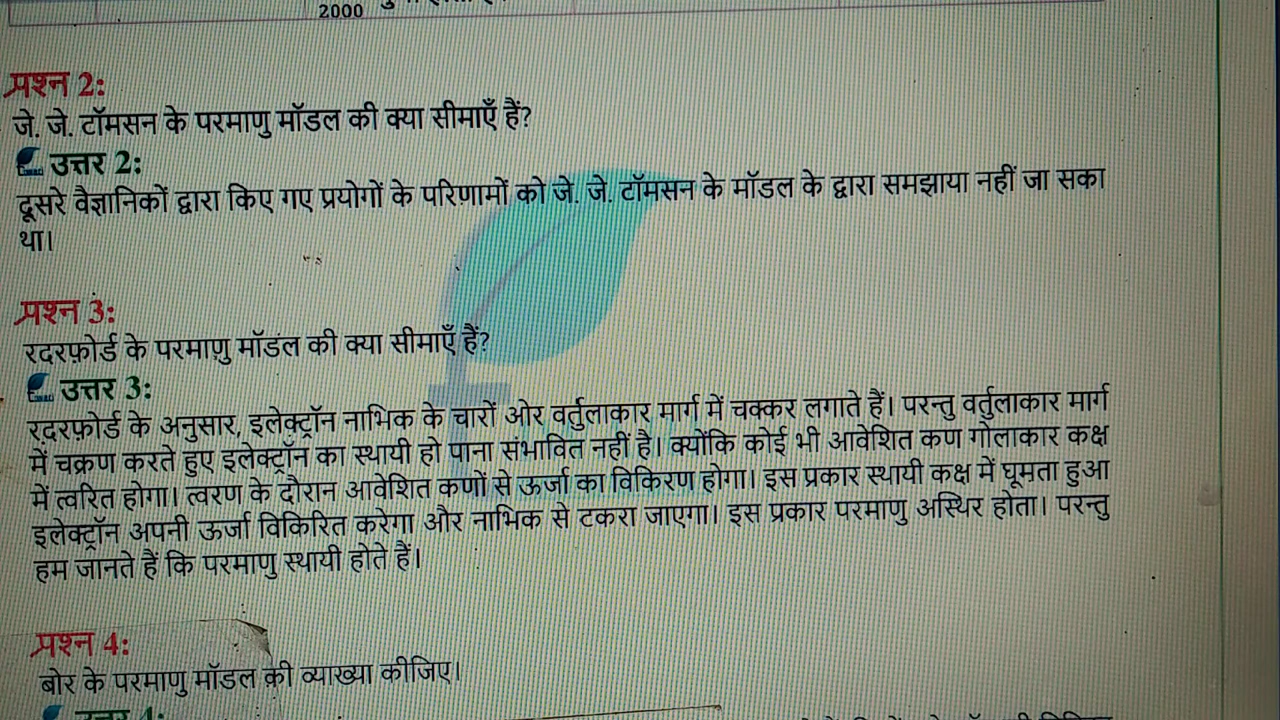 2000
प्रश्न 2:
जे. जे. टॉमसन के परमाणु मॉडल की क्या सीमाएँ हैं?
उत्तर 2:
दूसरे वैज्ञानिकों द्वारा किए गए प्रयोगों के परिणामों को जे. जे. टॉमसन के मॉडल के द्वारा समझाया नहीं जा सका
था।
प्रश्न 3:
रदरफ़ोर्ड के परमाणु मॉडल की क्या सीमाएँ हैं?
उत्तर 3:
रदरफ़ोर्ड के अनुसार, इलेक्ट्रॉन नाभिक के चारों ओर वर्तुलाकार मार्ग में चक्कर लगाते हैं। परन्तु वर्तुलाकार मार्ग
में चक्रण करते हुए इलेक्ट्रॉन का स्थायी हो पाना संभावित नहीं है। क्योंकि कोई भी आवेशित कण गोलाकार कक्ष
में त्वरित होगा। त्वरण के दौरान आवेशित कणों से ऊर्जा का विकिरण होगा। इस प्रकार स्थायी कक्ष में घूमता हुआ
इलेक्ट्रॉन अपनी ऊर्जा विकिरित करेगा और नाभिक से टकरा जाएगा। इस प्रकार परमाणु अस्थिर होता। परन्तु
हम जानते हैं कि परमाणु स्थायी होते हैं।
प्रश्न 4:
बोर के परमाणु मॉडल की व्याख्या कीजिए।
उत्तर 4: